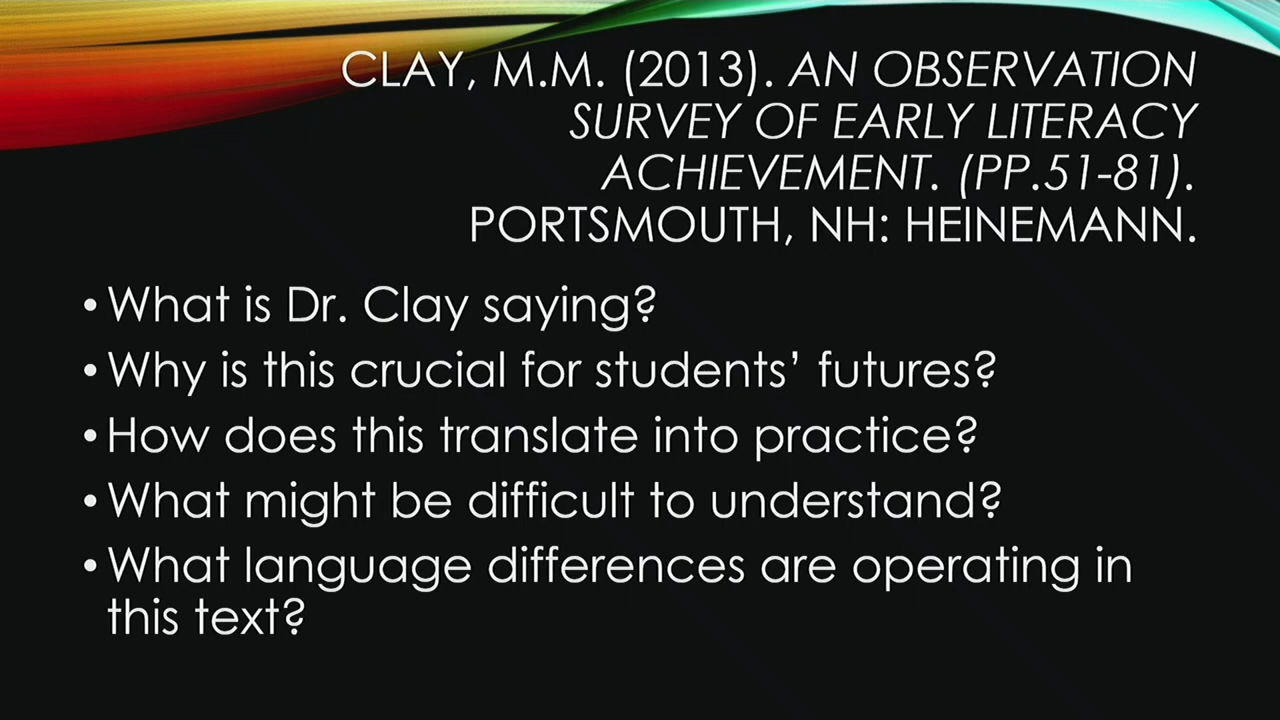 CLAY, M.M. (2013). AN OBSERVATION
SURVEY OF EARLY LITERACY
ACHIEVEMENT. (PP.51-81).
PORTSMOUTH, NH: HEINEMANN.
• What is Dr. Clay saying?
• Why is this crucial for students’ futures?
• How does this translate into practice?
• What might be difficult to understand?
• What language differences are operating in
this text?